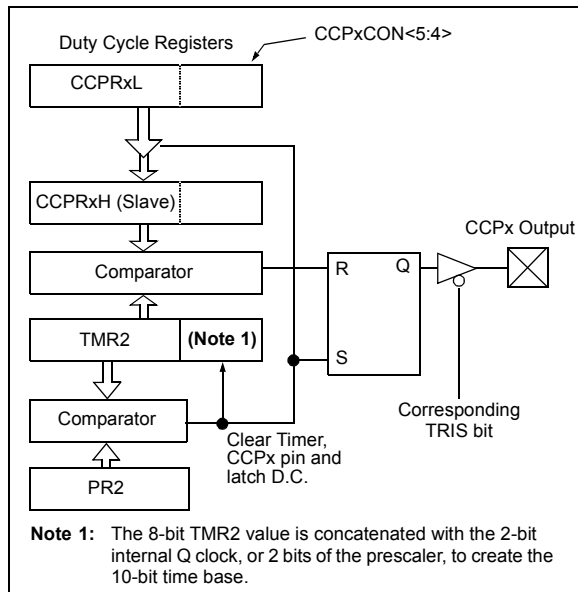 Duty Cycle Registers
CCPxCON<5:4>
CCPRxL
CCPRxH (Slave)
CCPx Output
Comparator
R
Q
TMR2
(Note 1)
S
Comparator
Clear Timer,
CCPx pin and
latch D.C.
Corresponding
TRIS bit
PR2
Note 1: The 8-bit TMR2 value is concatenated with the 2-bit
internal Q clock, or 2 bits of the prescaler, to create the
10-bit time base.